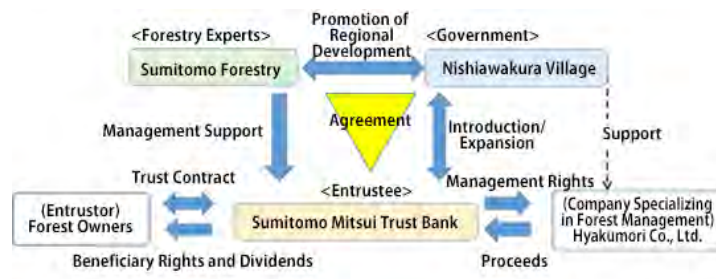 Promotion of
Regional
Development
<Forestry Experts>
<Government>
Sumitomo Forestry
Nishiawakura Village
Management Support
Agreement
Introduction/
Expansion
Support
Trust Contract
<Entrustee>
Management Rights
(Entrustor)
Forest Owners
Sumitomo Mitsui Trust Bank
(Company Specializing
in Forest Management)
Hyakumori Co., Ltd.
Beneficiary Rights and Dividends
Proceeds